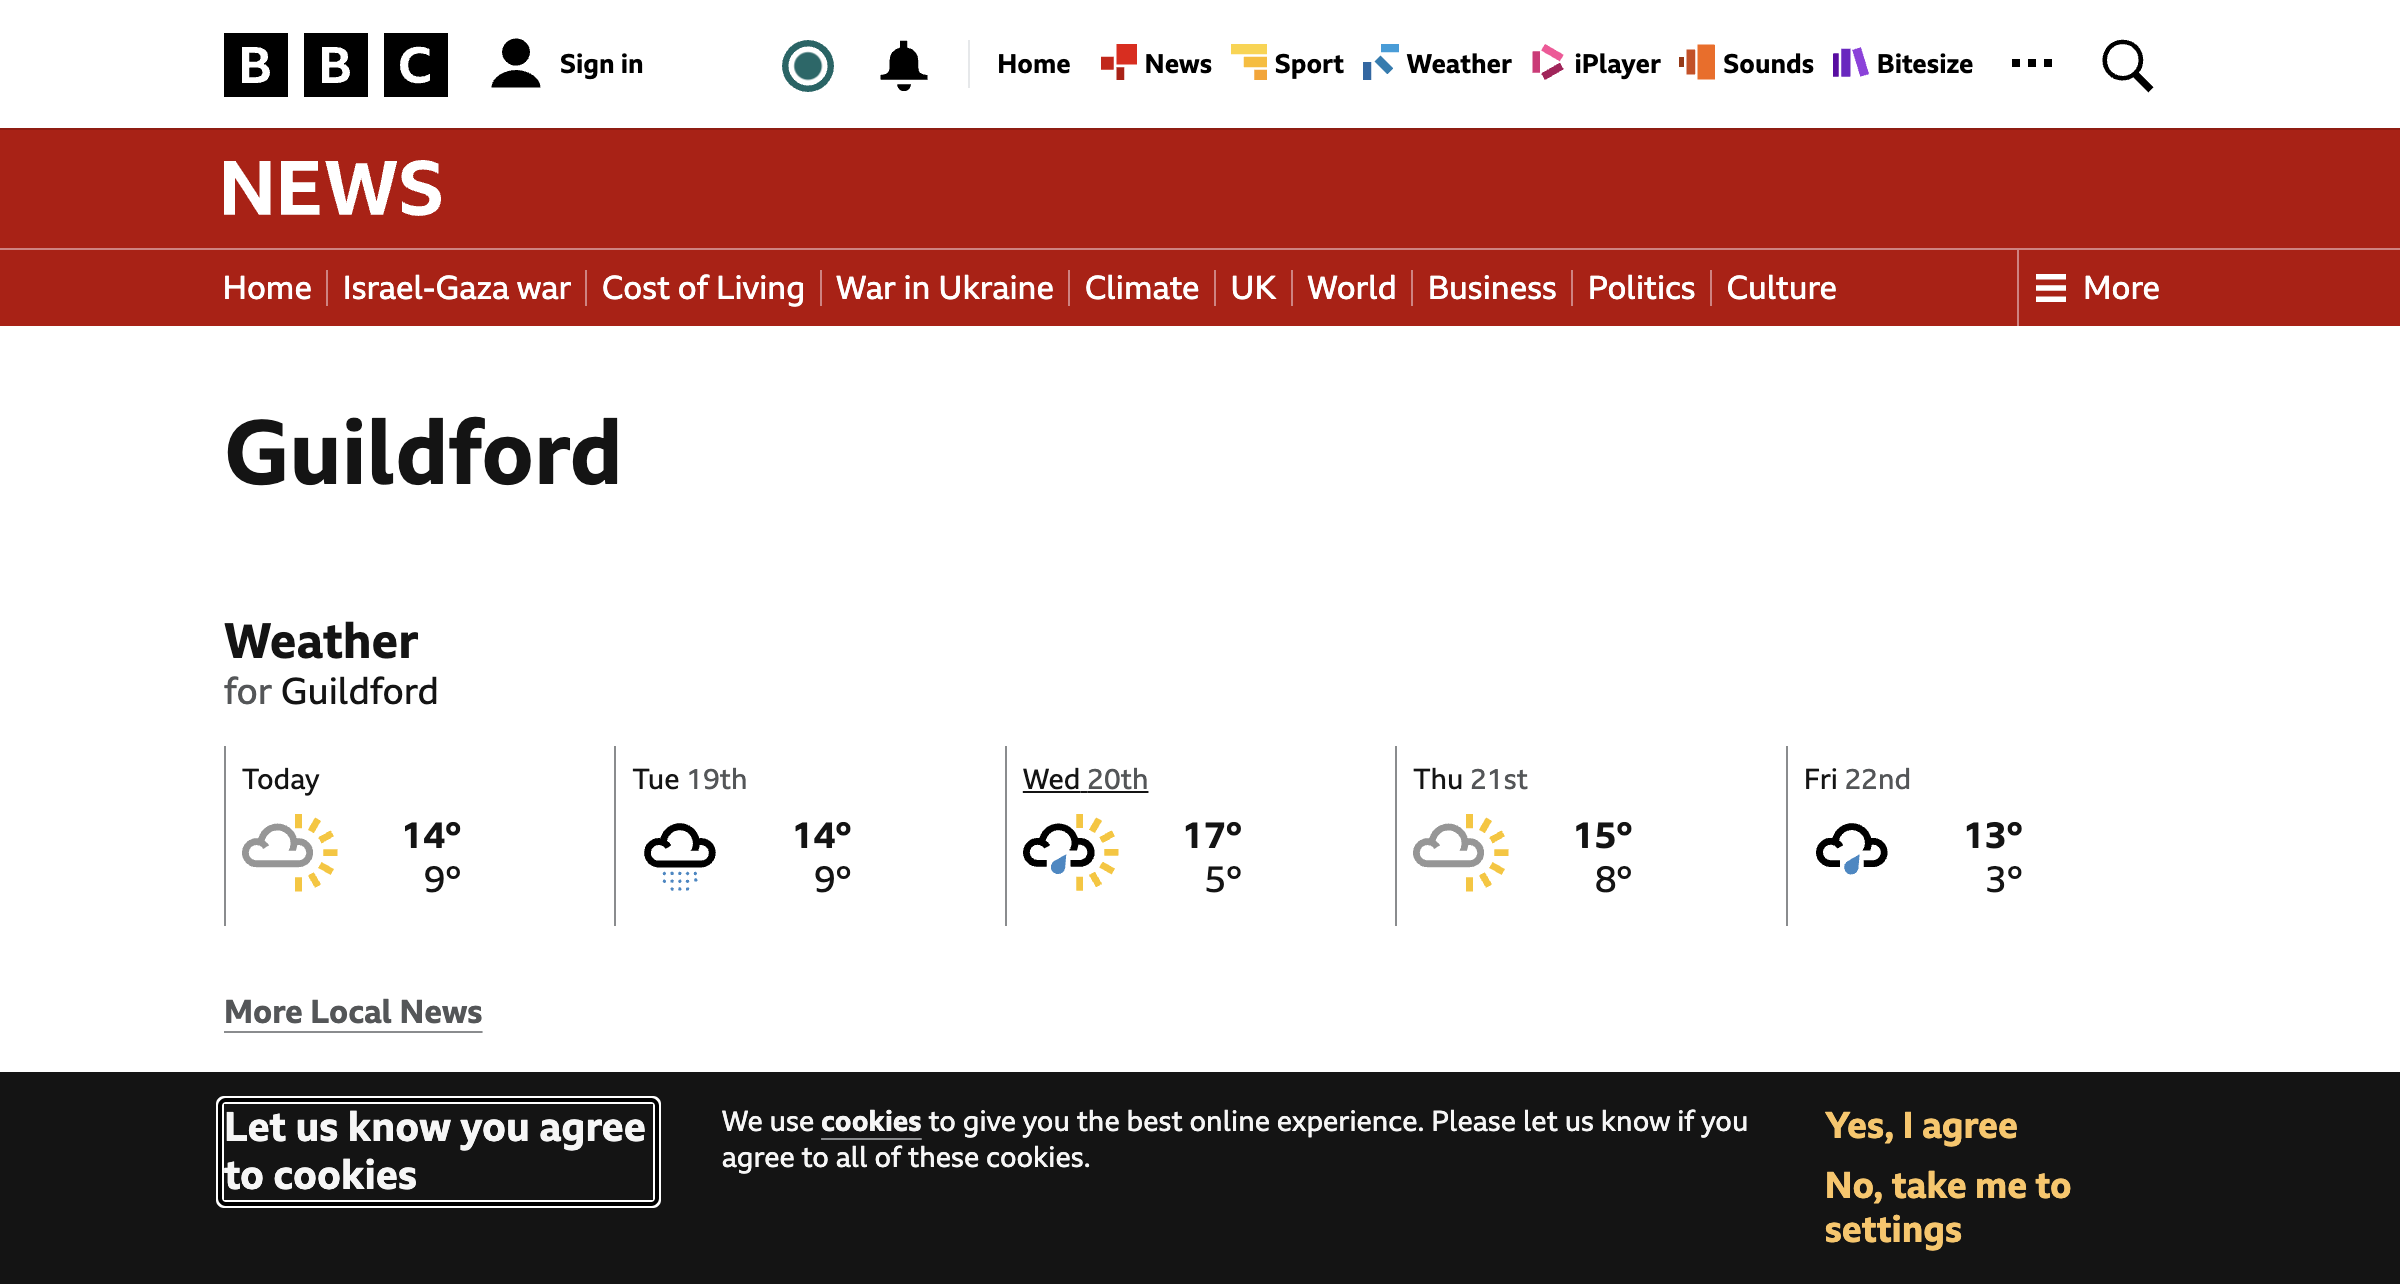 BBC Sign in Home News Sport Weather iPlayer Sounds Bitesize
NEWS
Home Israel-Gaza war Cost of Living War in Ukraine Climate UK World Business Politics Culture More
Guildford
Weather
for Guildford
Today Tue 19th Wed 20th Thu 21st Fri 22nd
14° 14° 17° 15° 13°
9° 9° 5° 8° 3°
More Local News
Let us know you agree
to cookies
We use cookies to give you the best online experience. Please let us know if you
agree to all of these cookies.
Yes, I agree
No, take me to
settings